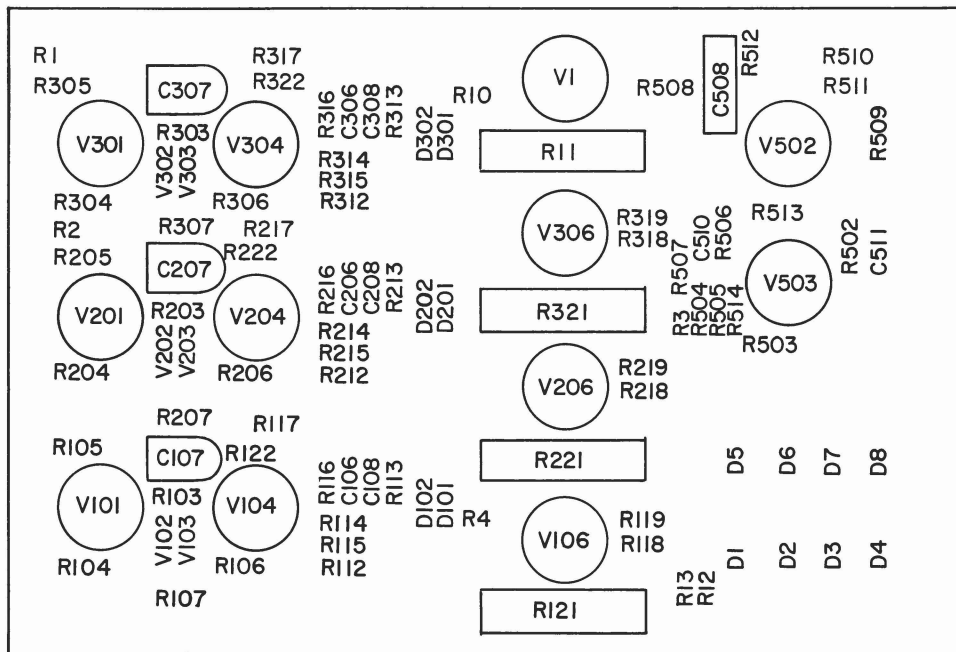 R1
R317
R305
C307
R322
R316
C306
C308
R313
R10
V1
R508
C508
R512
R510
R511
V301
R303
V304
V302
V303
D302
D301
R11
V502
R509
R314
R315
R312
R304
R306
R2
R307
R217
V306
R319
R318
R513
R205
C207
R222
R507
C510
R506
R502
C511
V201
R203
V204
R216
C206
C208
R213
D202
D201
R321
V503
R3
R504
R505
R514
V202
V203
R214
R215
R212
R503
R204
R206
V206
R219
R218
R207
R117
R105
C107
R122
R221
D5
D6
D7
D8
R116
C106
C108
R113
V101
R103
V104
D102
D101
R4
V102
V103
R114
R115
R112
V106
R119
R118
D1
D2
D3
D4
R104
R106
R107
R121
R13
R12